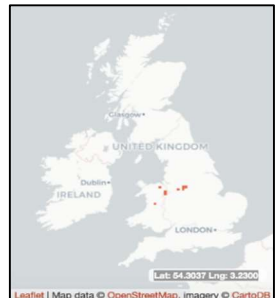 Glasgow
UNITED KINGDOM
Dublin
IRELAND
LONDON
Lat: 54.3037 Lng: 3.2300
Leaflet | Map data © OpenStreetMap, imagery © CartoDB